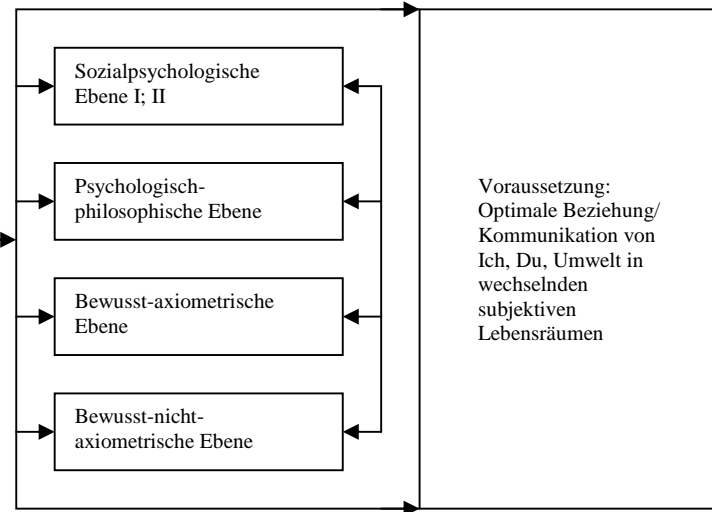 Sozialpsychologische
Ebene I; II
Psychologisch-
philosophische Ebene
Bewusst-axiometrische
Ebene
Bewusst-nicht-
axiometrische Ebene
Voraussetzung:
Optimale Beziehung/
Kommunikation von
Ich, Du, Umwelt in
wechselnden
subjektiven
Lebensräumen